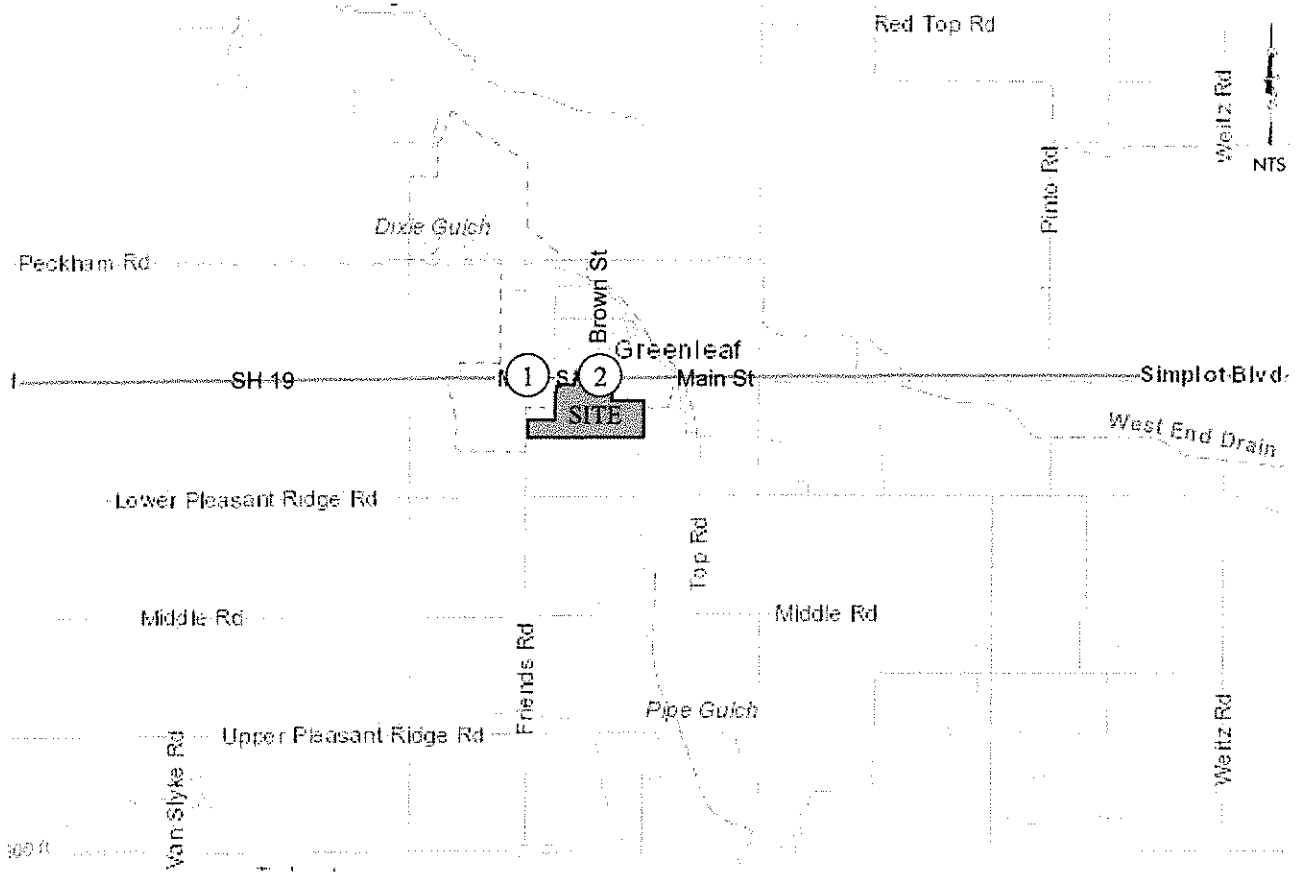 Red Top Rd
Weitz Rd
NTS
Pinto Rd
Dixie Gulch
Peckham Rd
Brown St
Greenleaf
SH 19
1
2
Main St
Simplot Blvd
SITE
West End Drain
Lower Pleasant Ridge Rd
Top Rd
Middle Rd
Middle Rd
Friends Rd
Pipe Gulch
Upper Pleasant Ridge Rd
Van Slyke Rd
Weitz Rd